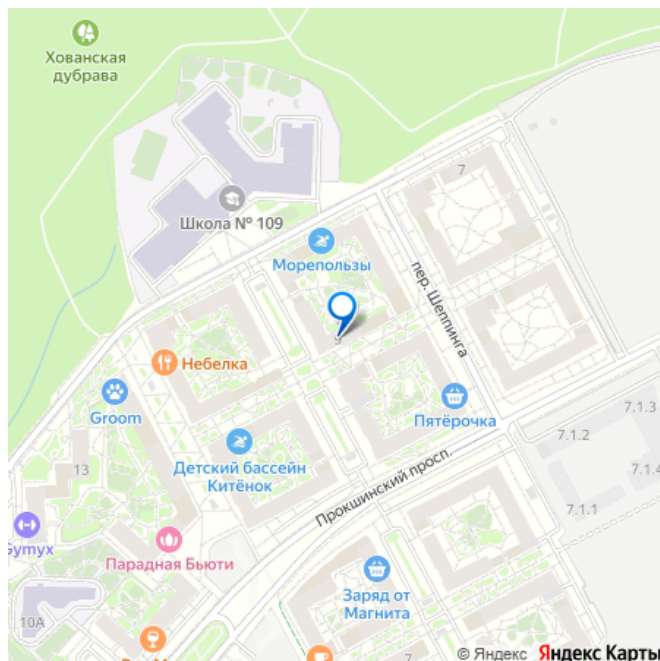 Хованская
дубрава
7
Школа № 109
Морепользы
пер. Шеппинга
Небелка
Groom
Пятёрочка
7.1.3
7.1.2
7.1.4
13
Детский бассейн
Китёнок
Прокшинский просп.
7.1.1
Gymyx
Парадная Бьюти
Заряд от
Магнита
10А
7
© Яндекс Яндекс Карты